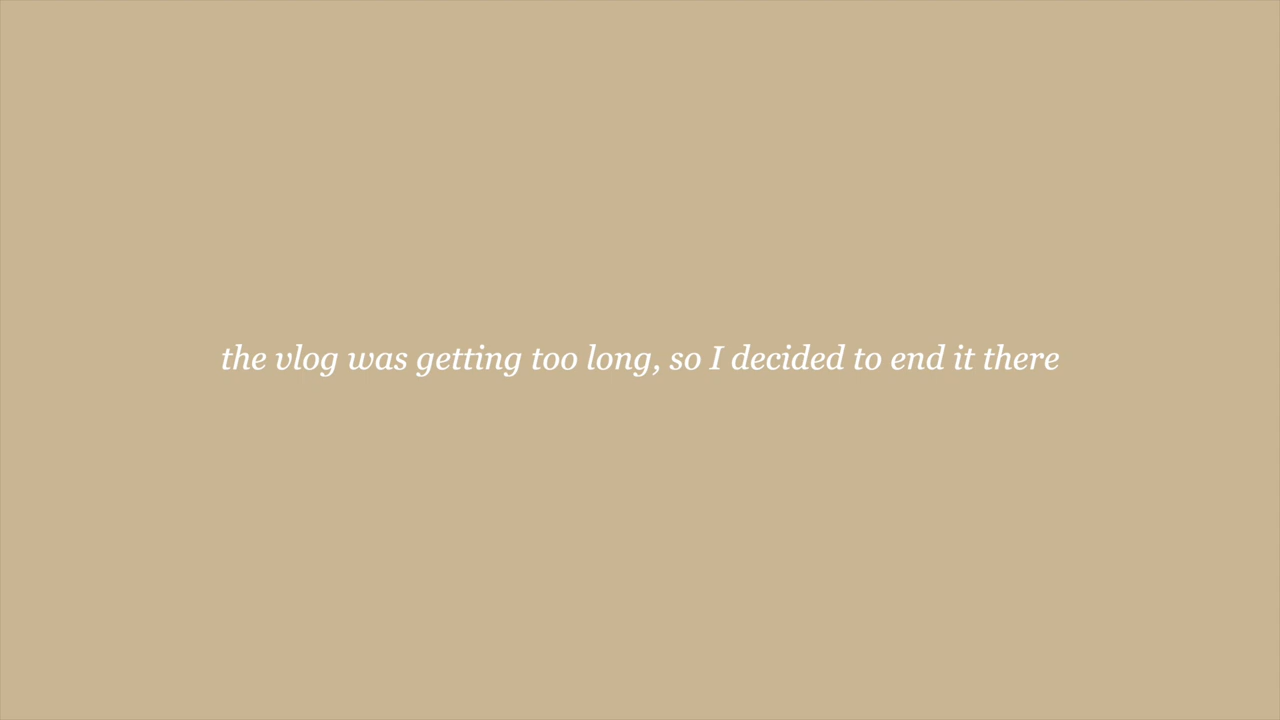 the vlog was getting too long, so I decided to end it there